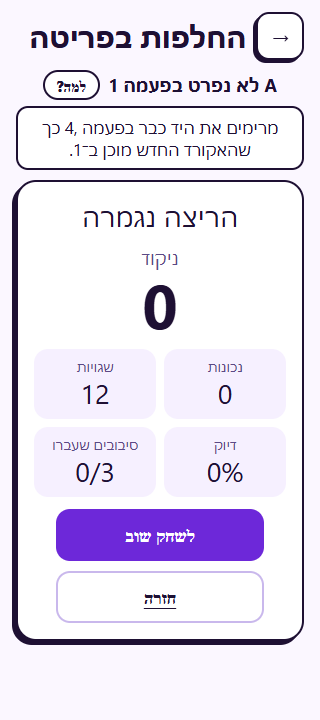 החלפות בפריטה →
A לא נפרט בפעמה 1 למה?
מרימים את היד כבר בפעמה 4, כך
שהאקורד החדש מוכן ב־1.
הריצה נגמרה
ניקוד
0
נכונות
0
שגויות
12
דיוק
0%
סיבובים שעברו
0/3
לשחק שוב
חזרה